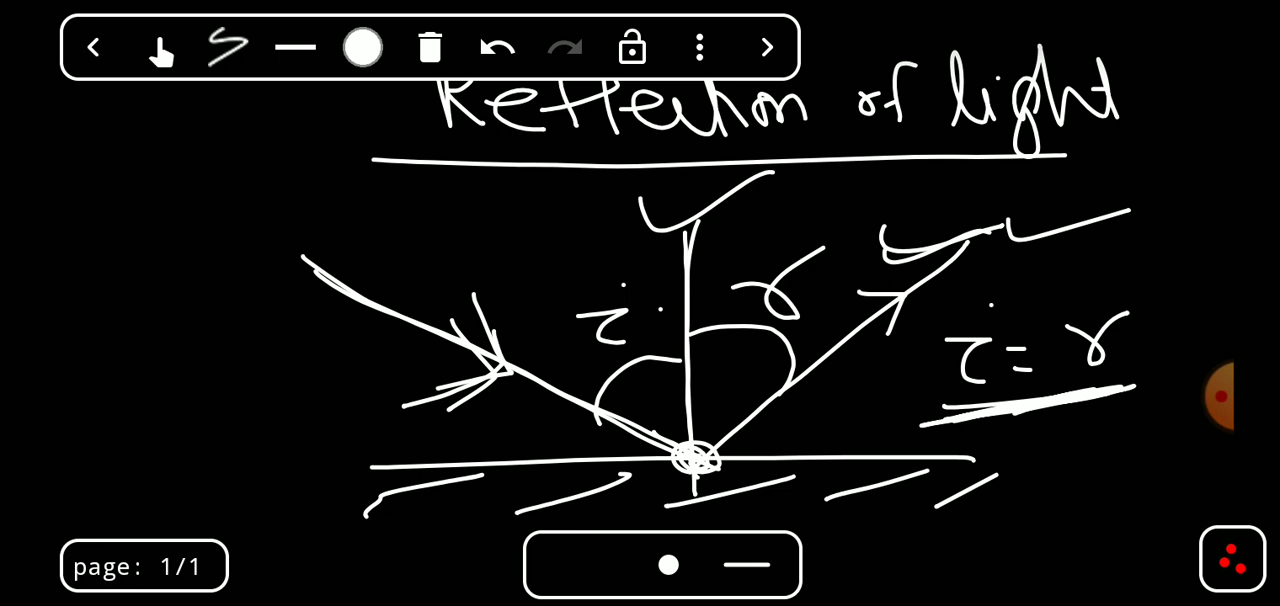 Reflection of light
i r
i = r
page: 1/1